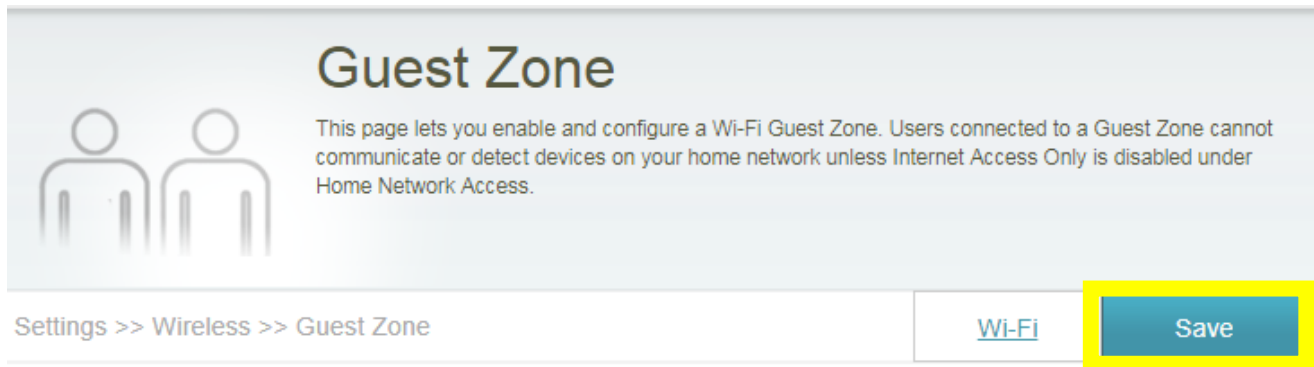 Guest Zone
This page lets you enable and configure a Wi-Fi Guest Zone. Users connected to a Guest Zone cannot
communicate or detect devices on your home network unless Internet Access Only is disabled under
Home Network Access.
Settings >> Wireless >> Guest Zone
Wi-Fi
Save